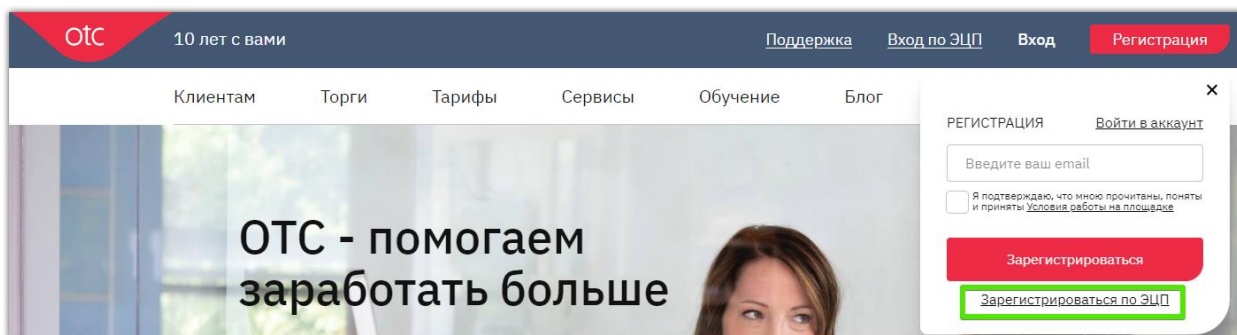 otc
10 лет с вами
Поддержка Вход по ЭЦП Вход Регистрация
Клиентам Торги Тарифы Сервисы Обучение Блог
РЕГИСТРАЦИЯ Войти в аккаунт
Введите ваш email
Я подтверждаю, что мною прочитаны, поняты
и приняты Условия работы на площадке
Зарегистрироваться
Зарегистрироваться по ЭЦП
ОТС - помогаем
заработать больше